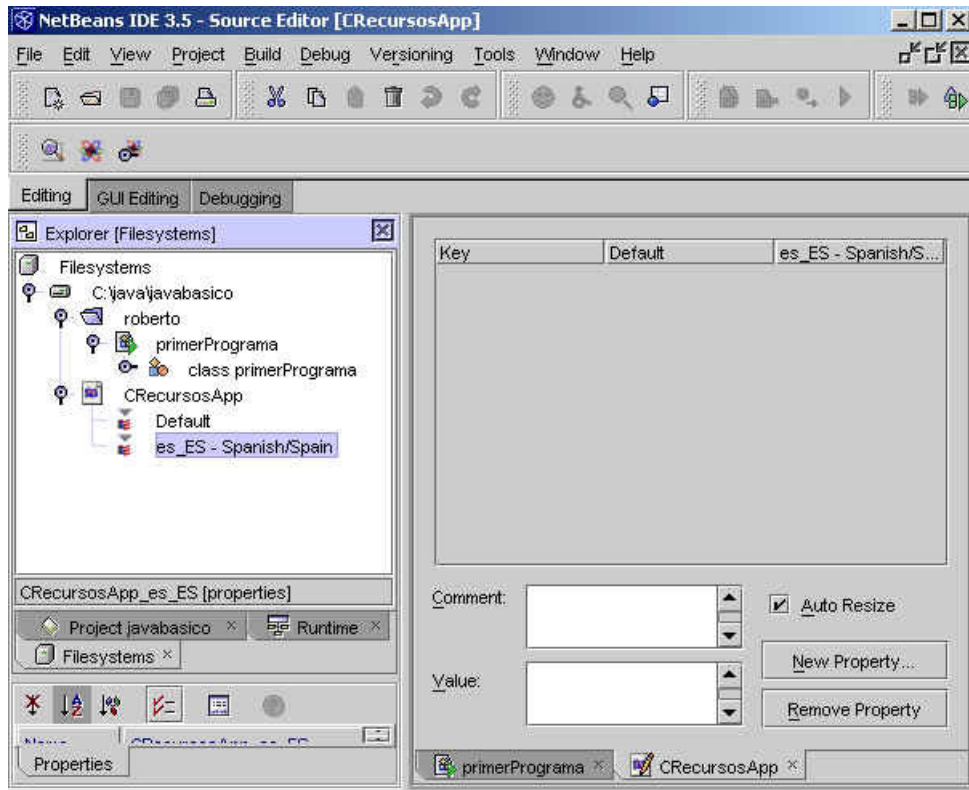 NetBeans IDE 3.5 - Source Editor [CRecursosApp]
File Edit View Project Build Debug Versioning Tools Window Help
Editing GUI Editing Debugging
Explorer [Filesystems]
Filesystems
C:\java\javabasico
roberto
primerPrograma
class primerPrograma
CRecursosApp
Default
es_ES - Spanish/Spain
CRecursosApp_es_ES [properties]
Project javabasico
Runtime
Filesystems
Properties
Key Default es_ES - Spanish/S...
Comment:
Auto Resize
New Property...
Value:
Remove Property
primerPrograma
CRecursosApp